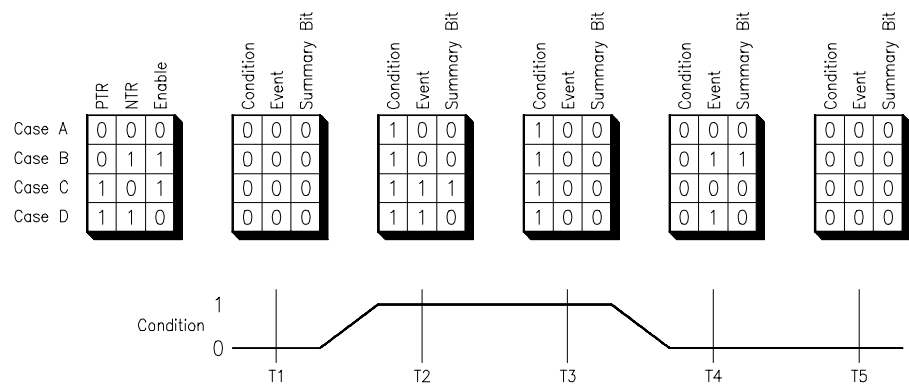 PTR NTR Enable Condition Event Summary Bit Condition Event Summary Bit Condition Event Summary Bit Condition Event Summary Bit Condition Event Summary Bit
Case A 0 0 0 0 0 0 1 0 0 1 0 0 0 0 0 0 0 0
Case B 0 1 1 0 0 0 1 0 0 1 0 0 0 1 1 0 0 0
Case C 1 0 1 0 0 0 1 1 1 1 0 0 0 0 0 0 0 0
Case D 1 1 0 0 0 0 1 1 0 1 0 0 0 1 0 0 0 0
1
Condition
0
T1 T2 T3 T4 T5